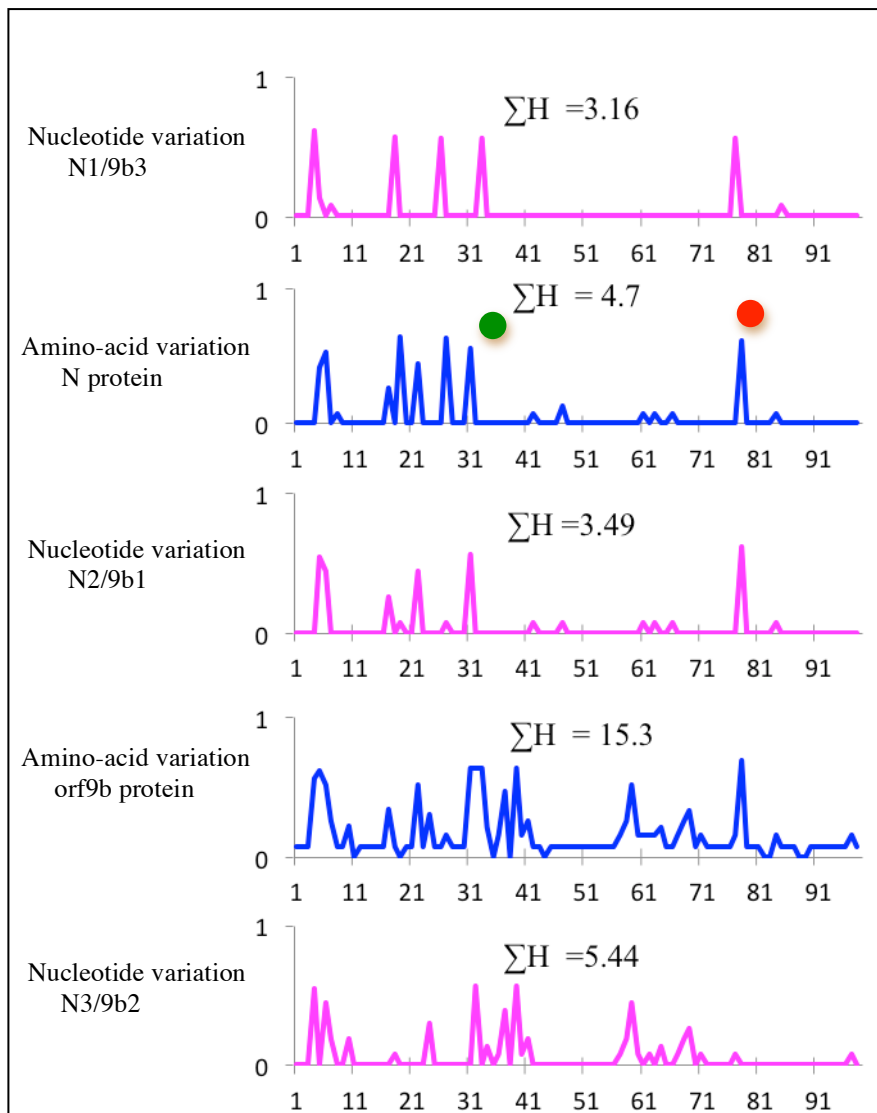 1
∑H =3.16
Nucleotide variation
N1/9b3
0
1 11 21 31 41 51 61 71 81 91
1
∑H = 4.7
Amino-acid variation
N protein
0
1 11 21 31 41 51 61 71 81 91
1
∑H =3.49
Nucleotide variation
N2/9b1
0
1 11 21 31 41 51 61 71 81 91
1
∑H = 15.3
Amino-acid variation
orf9b protein
0
1 11 21 31 41 51 61 71 81 91
1
∑H =5.44
Nucleotide variation
N3/9b2
0
1 11 21 31 41 51 61 71 81 91